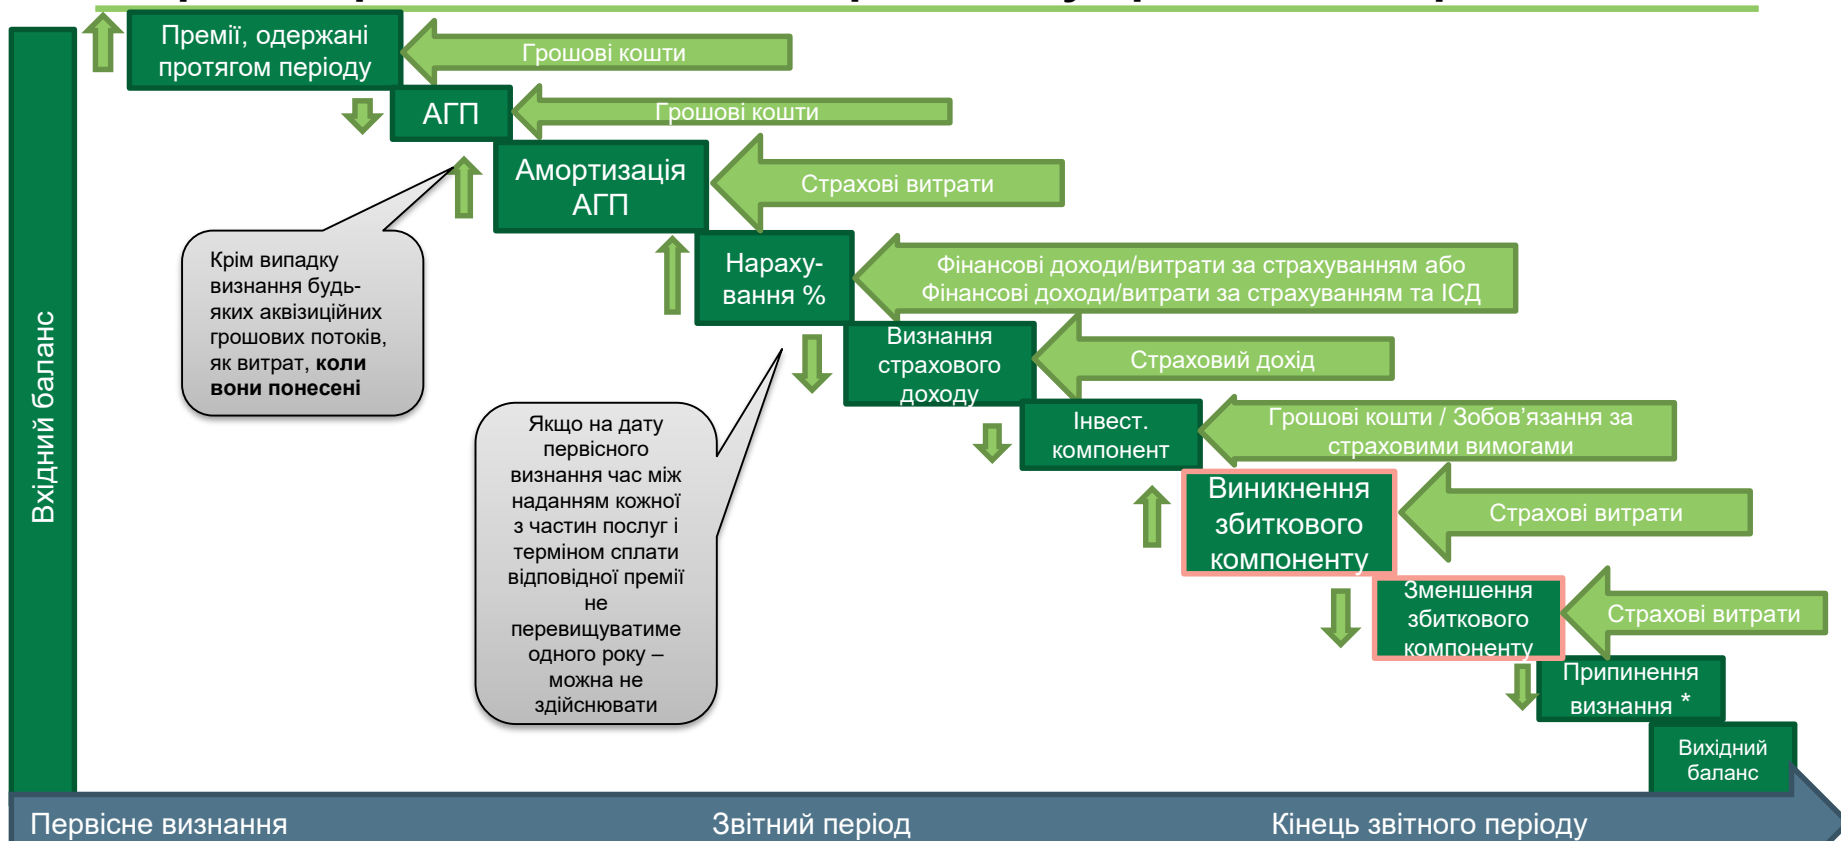 Премії, одержані
протягом періоду
Грошові кошти
АГП
Грошові кошти
Амортизація
АГП
Страхові витрати
Крім випадку
визнання будь-
яких аквізиційних
грошових потоків,
як витрат, коли
вони понесені
Нараху-
вання %
Фінансові доходи/витрати за страхуванням або
Фінансові доходи/витрати за страхуванням та ІСД
Визнання
страхового
доходу
Страховий дохід
Якщо на дату
первісного
визнання час між
наданням кожної
з частин послуг і
терміном сплати
відповідної премії
не
перевищуватиме
одного року –
можна не
здійснювати
Інвест.
компонент
Грошові кошти / Зобов’язання за
страховими вимогами
Виникнення
збиткового
компоненту
Страхові витрати
Зменшення
збиткового
компоненту
Страхові витрати
Припинення
визнання *
Вихідний
баланс
Вхідний баланс
Первісне визнання
Звітний період
Кінець звітного періоду